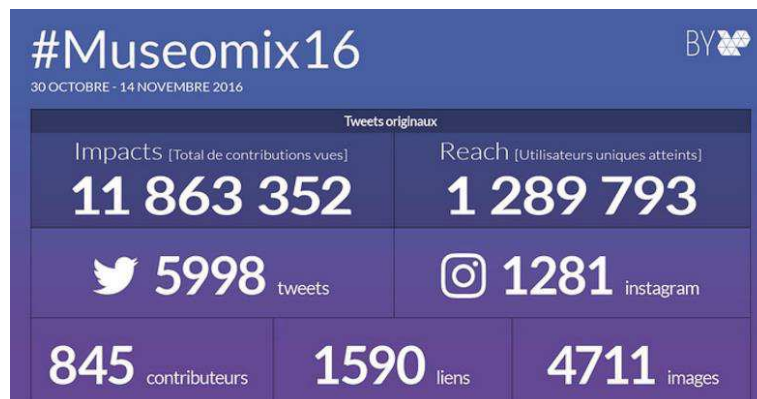 #Museomix16
BY
30 OCTOBRE - 14 NOVEMBRE 2016
Tweets originaux
Impacts [Total de contributions vues]
11 863 352
Reach [Utilisateurs uniques atteints]
1 289 793
5998 tweets
1281 instagram
845 contributeurs
1590 liens
4711 images